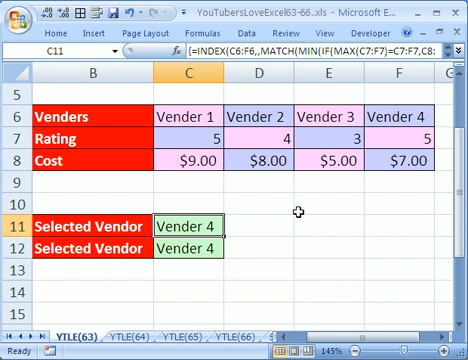 YouTubersLoveExcel63-66...xls - Microsoft E...
Home Insert Page Layout Formulas Data Review View Developer
C11 {=INDEX(C6:F6,,MATCH(MIN(IF(MAX(C7:F7)=C7:F7,C8:
B C D E F G
5
6 Venders Vender 1 Vender 2 Vender 3 Vender 4
7 Rating 5 4 3 5
8 Cost $9.00 $8.00 $5.00 $7.00
9
10
11 Selected Vendor Vender 4
12 Selected Vendor Vender 4
13
14
15
YTLE(63) YTLE(64) YTLE(65) YTLE(66)
Ready 145%